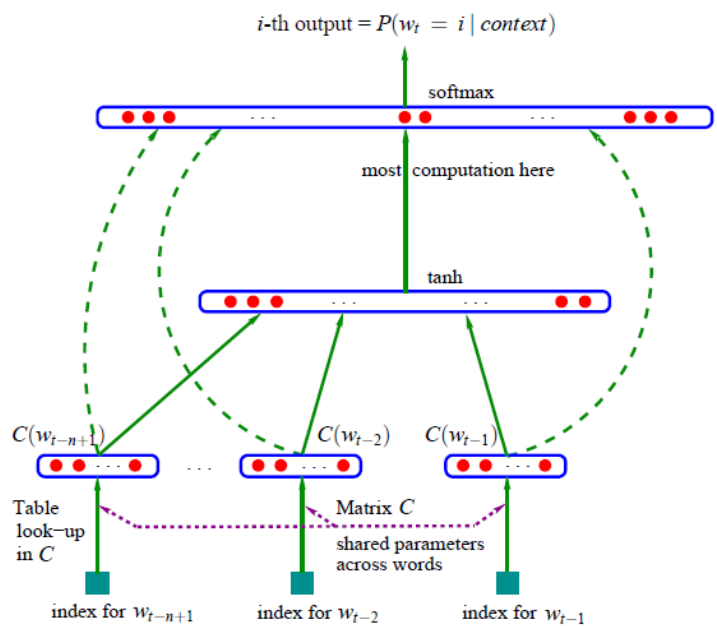 i-th output = P(w_t = i | context)
softmax
. . .
. . .
most computation here
tanh
. . .
. . .
C(w_{t−n+1})
C(w_{t−2})
C(w_{t−1})
. . .
. . .
. . .
. . .
Table
look−up
in C
Matrix C
shared parameters
across words
index for w_{t−n+1}
index for w_{t−2}
index for w_{t−1}